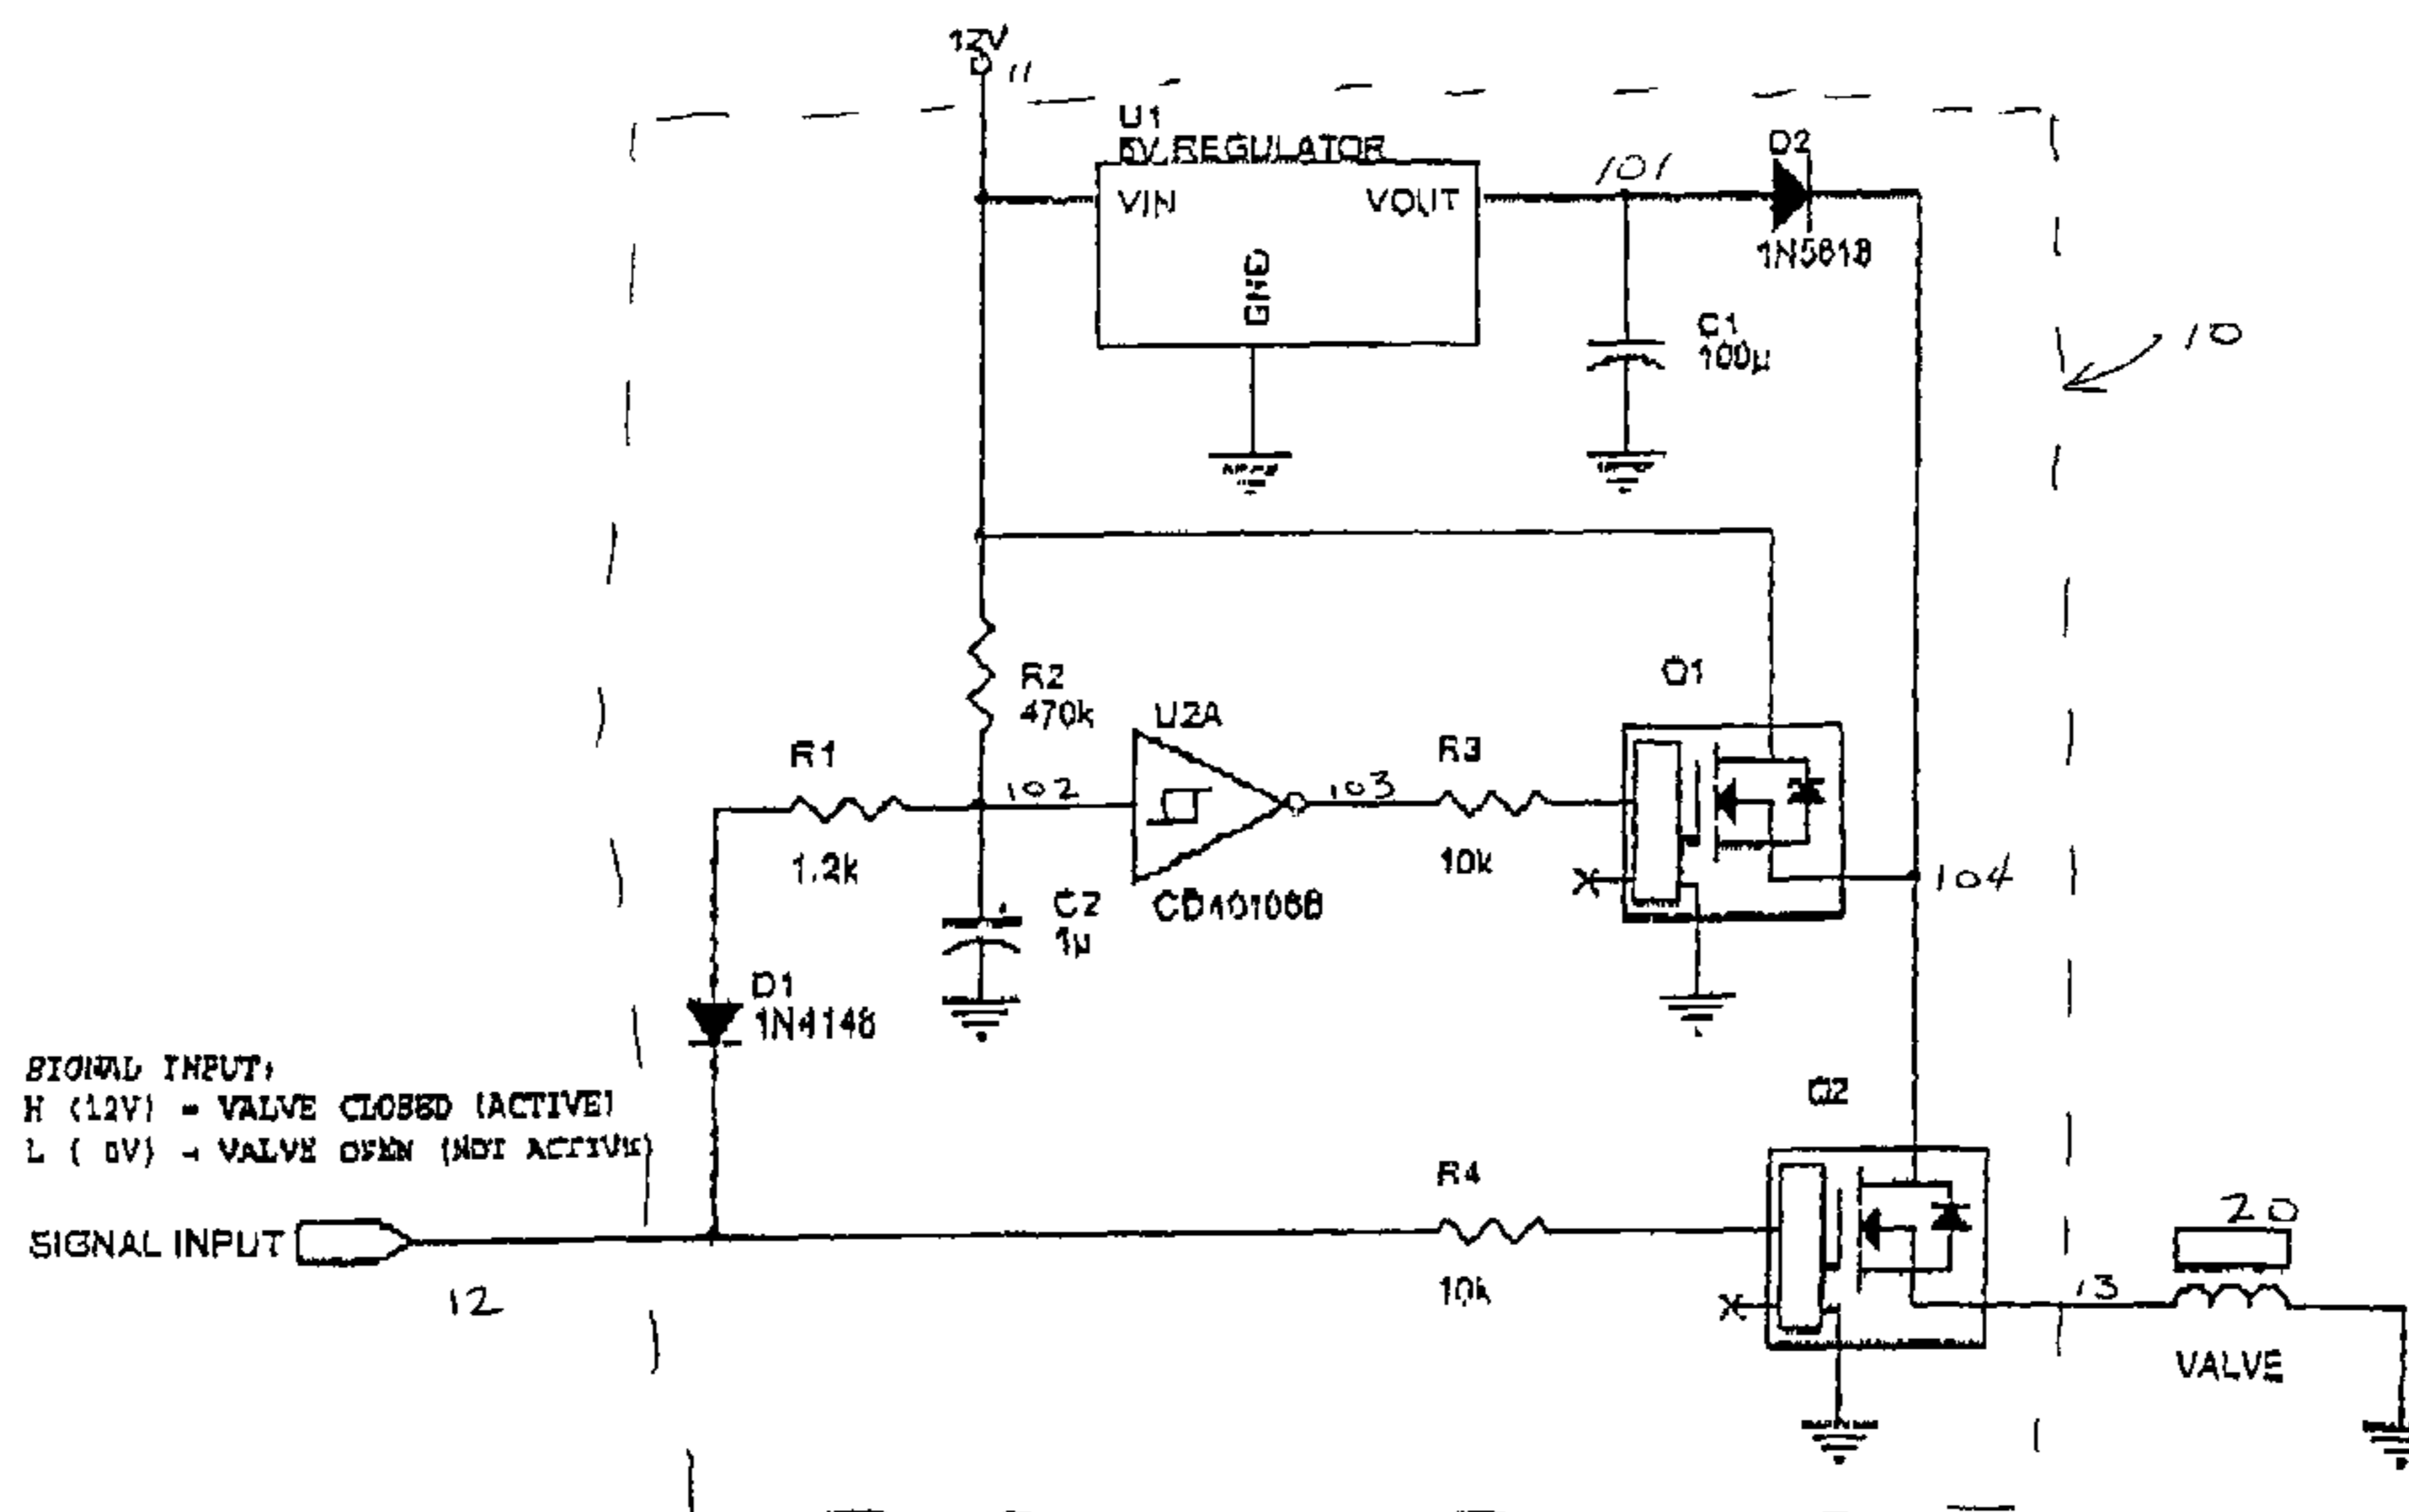 12V
11
U1
5V REGULATOR
VIN
VOUT
GND
101
D2
1N5818
C1
100µ
10
R2
470k
Q1
R1
1.2k
102
U2A
CD40106B
103
R3
10k
104
C2
1µ
D1
1N4148
SIGNAL INPUT:
H (12V) = VALVE CLOSED (ACTIVE)
L ( 0V) = VALVE OPEN (NOT ACTIVE)
SIGNAL INPUT
12
R4
10k
Q2
20
13
VALVE